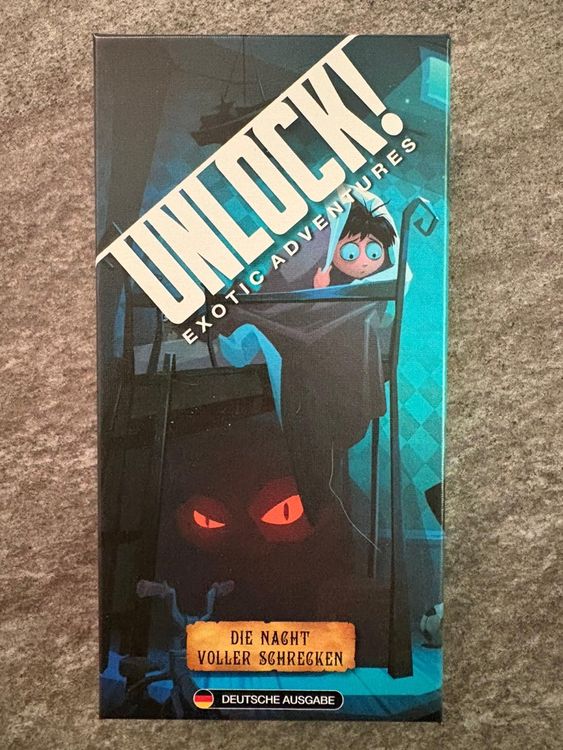 UNLOCK!
EXOTIC ADVENTURES
DIE NACHT
VOLLER SCHRECKEN
DEUTSCHE AUSGABE